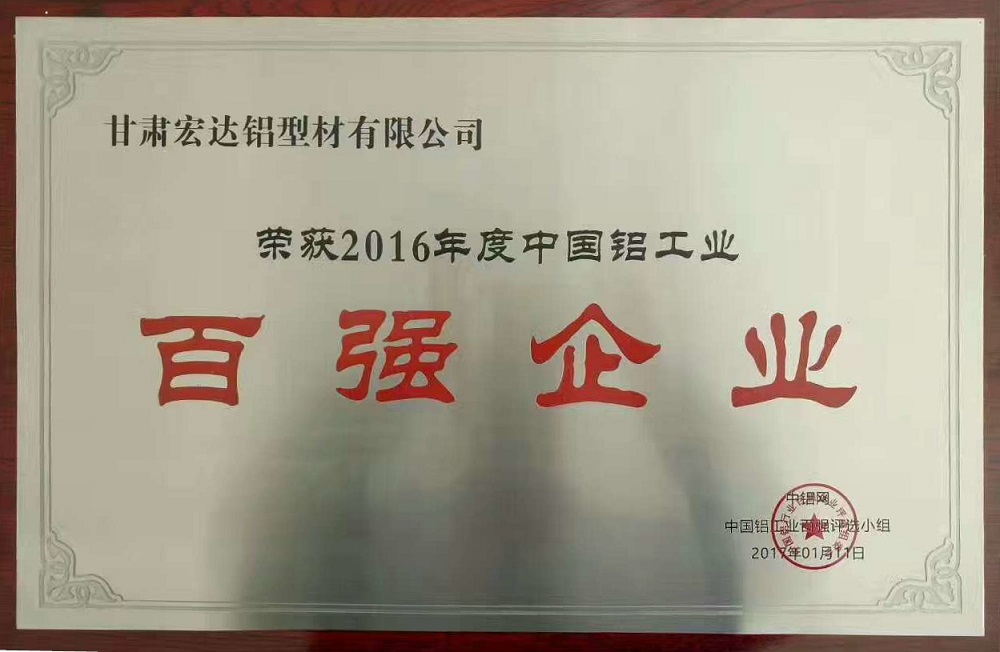 甘肃宏达铝型材有限公司
荣获2016年度中国铝工业
百强企业
中铝网
中国铝工业百强评选小组
2017年01月11日